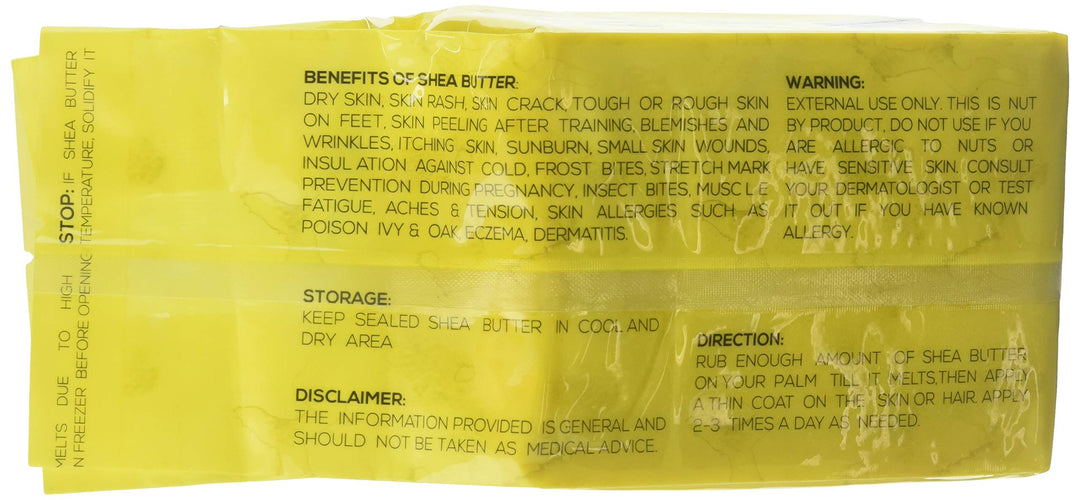 STOP: IF SHEA BUTTER
MELTS DUE TO HIGH TEMPERATURE, SOLIDIFY IT
N FREEZER BEFORE OPENING
BENEFITS OF SHEA BUTTER:
DRY SKIN, SKIN RASH, SKIN CRACK, TOUGH OR ROUGH SKIN
ON FEET, SKIN PEELING AFTER TRAINING, BLEMISHES AND
WRINKLES, ITCHING SKIN, SUNBURN, SMALL SKIN WOUNDS,
INSULATION AGAINST COLD, FROST BITES, STRETCH MARK
PREVENTION DURING PREGNANCY, INSECT BITES, MUSCLE
FATIGUE, ACHES & TENSION, SKIN ALLERGIES SUCH AS
POISON IVY & OAK, ECZEMA, DERMATITIS.
STORAGE:
KEEP SEALED SHEA BUTTER IN COOL AND
DRY AREA
DISCLAIMER:
THE INFORMATION PROVIDED IS GENERAL AND
SHOULD NOT BE TAKEN AS MEDICAL ADVICE.
WARNING:
EXTERNAL USE ONLY. THIS IS NUT
BY PRODUCT, DO NOT USE IF YOU
ARE ALLERGIC TO NUTS OR
HAVE SENSITIVE SKIN. CONSULT
YOUR DERMATOLOGIST OR TEST
IT OUT IF YOU HAVE KNOWN
ALLERGY.
DIRECTION:
RUB ENOUGH AMOUNT OF SHEA BUTTER
ON YOUR PALM TILL IT MELTS, THEN APPLY
A THIN COAT ON THE SKIN OR HAIR. APPLY
2-3 TIMES A DAY AS NEEDED.